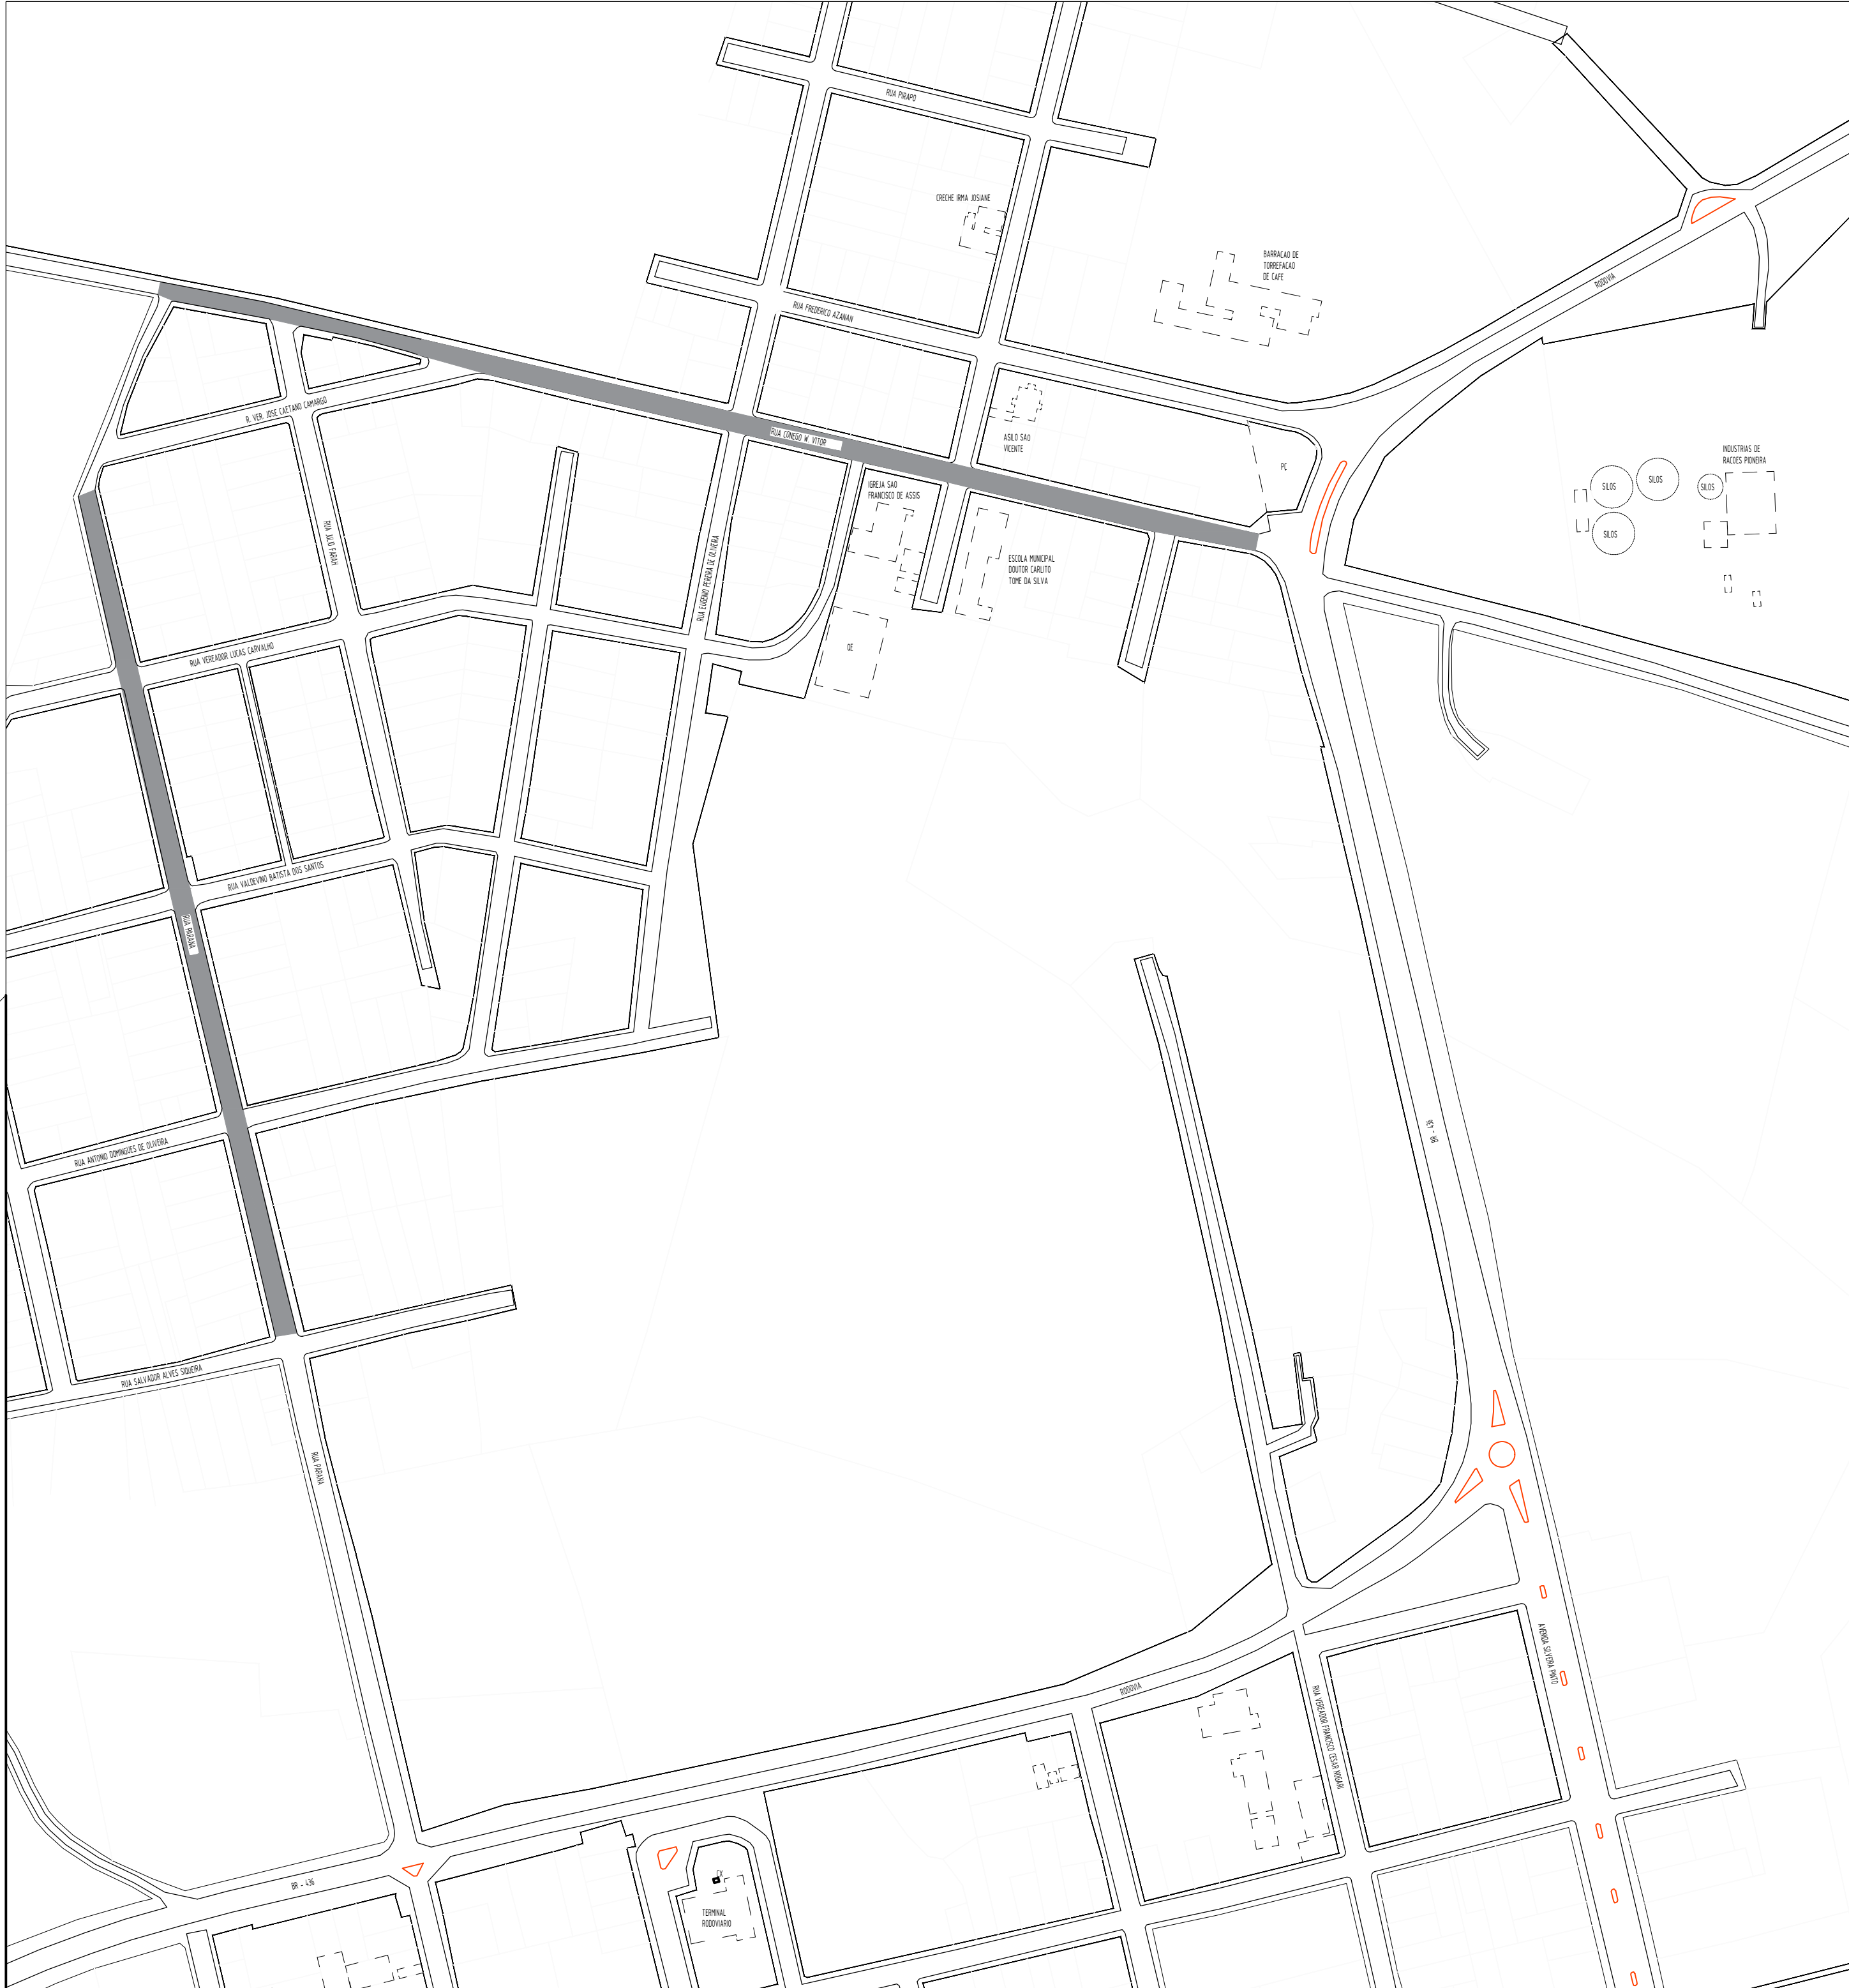 RUA PIRAPO
CRECHE IRMA JOSIANE
BARRACAO DE
TORREFACAO
DE CAFE
RODOVIA
RUA FREDERICO AZANAN
R. VER. JOSE CAETANO CAMARGO
RUA CONEGO W. VITOR
ASILO SAO
VICENTE
PÇ
INDUSTRIAS DE
RACOES PIONEIRA
SILOS
SILOS
SILOS
SILOS
IGREJA SAO
FRANCISCO DE ASSIS
RUA JULIO FARAH
RUA EUGENIO PEREIRA DE OLIVEIRA
ESCOLA MUNICIPAL
DOUTOR CARLITO
TOME DA SILVA
QE
RUA VEREADOR LUCAS CARVALHO
RUA VALDEVINO BATISTA DOS SANTOS
RUA PARANA
BR - 436
RUA ANTONIO DOMINGUES DE OLIVEIRA
RUA SALVADOR ALVES SIQUEIRA
RUA PARANA
AVENIDA SILVEIRA PINTO
RODOVIA
RUA VEREADOR FRANCISCO CESAR NOGARI
BR - 436
CX
TERMINAL
RODOVIARIO